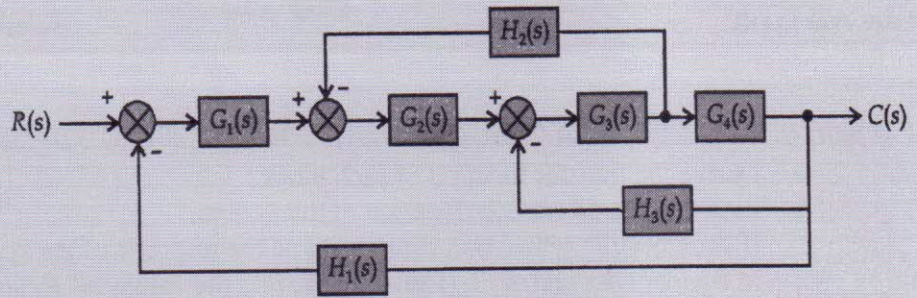 H₂(s)
+ - + 
R(s) G₁(s) + - G₂(s) + - G₃(s) G₄(s) C(s)
H₃(s)
H₁(s)